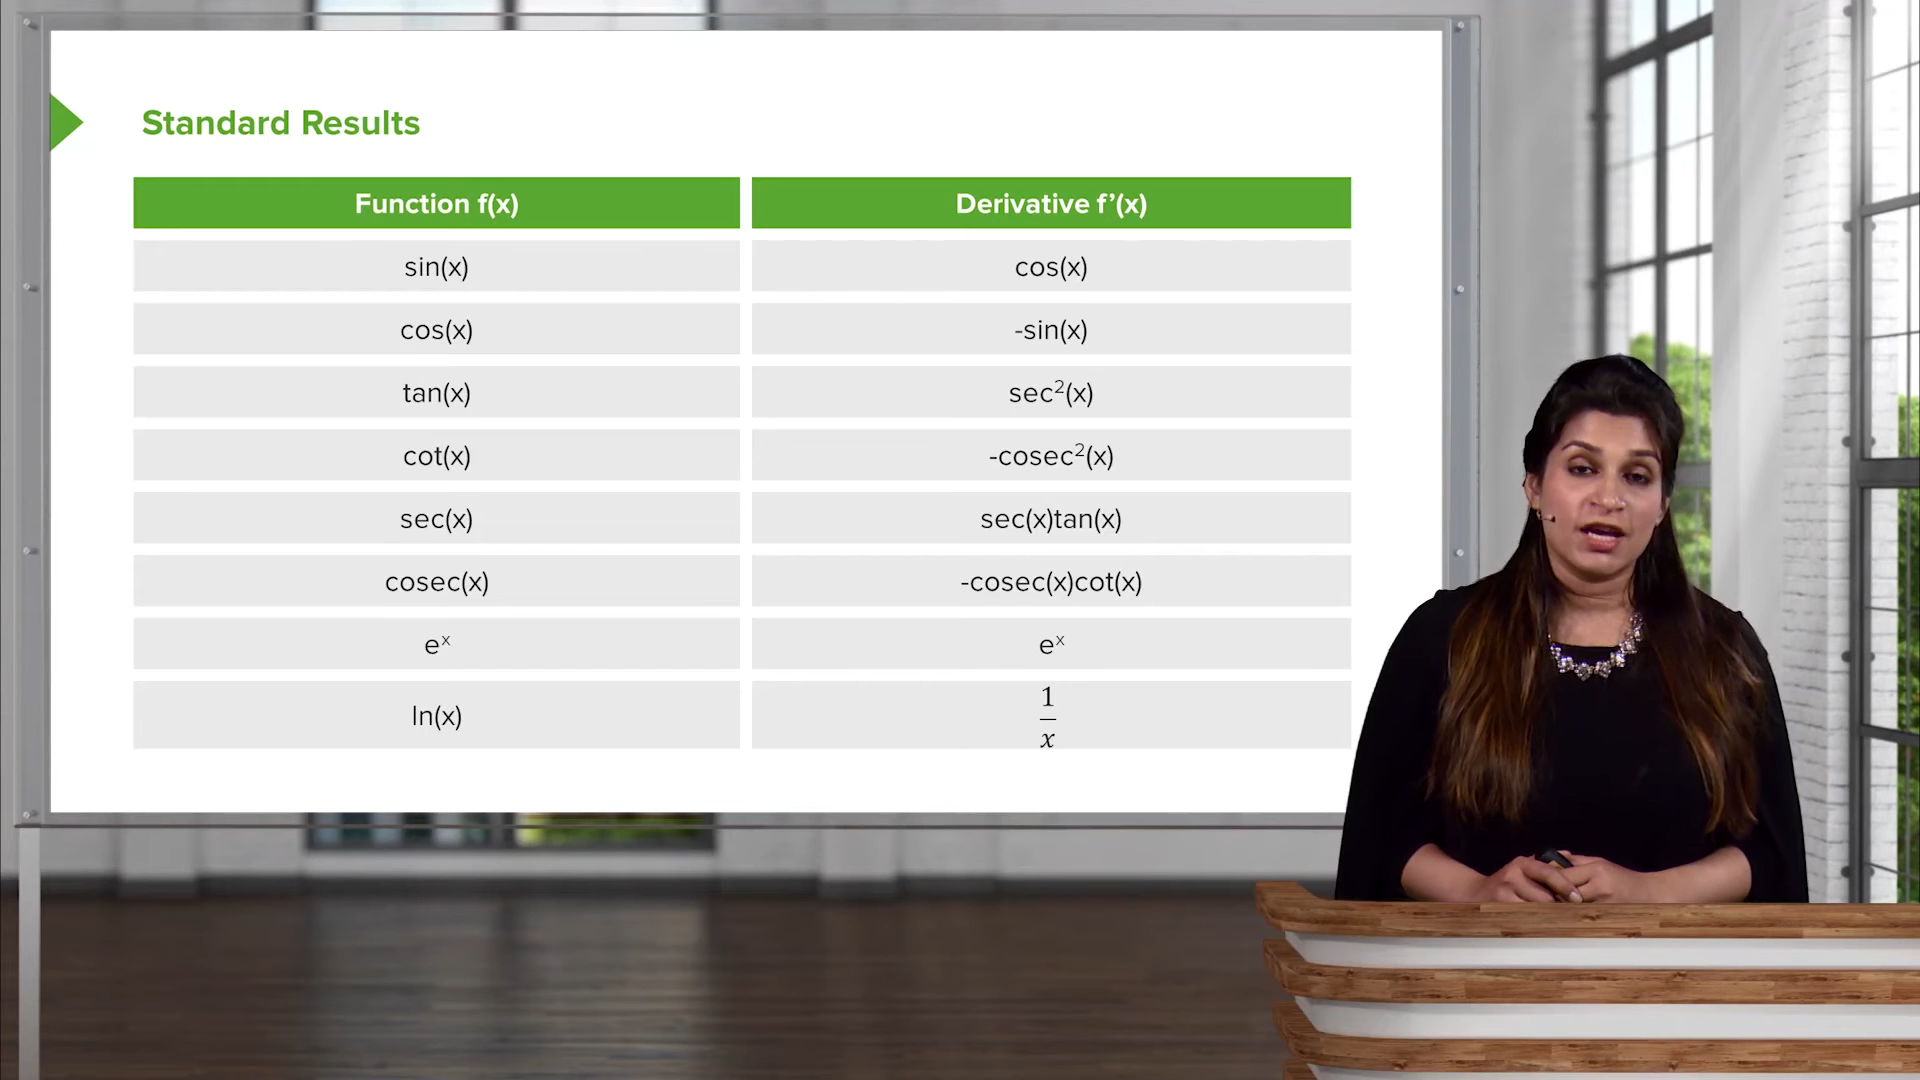 Standard Results
Function f(x) Derivative f’(x)
sin(x) cos(x)
cos(x) -sin(x)
tan(x) sec²(x)
cot(x) -cosec²(x)
sec(x) sec(x)tan(x)
cosec(x) -cosec(x)cot(x)
eˣ eˣ
ln(x) 1/x